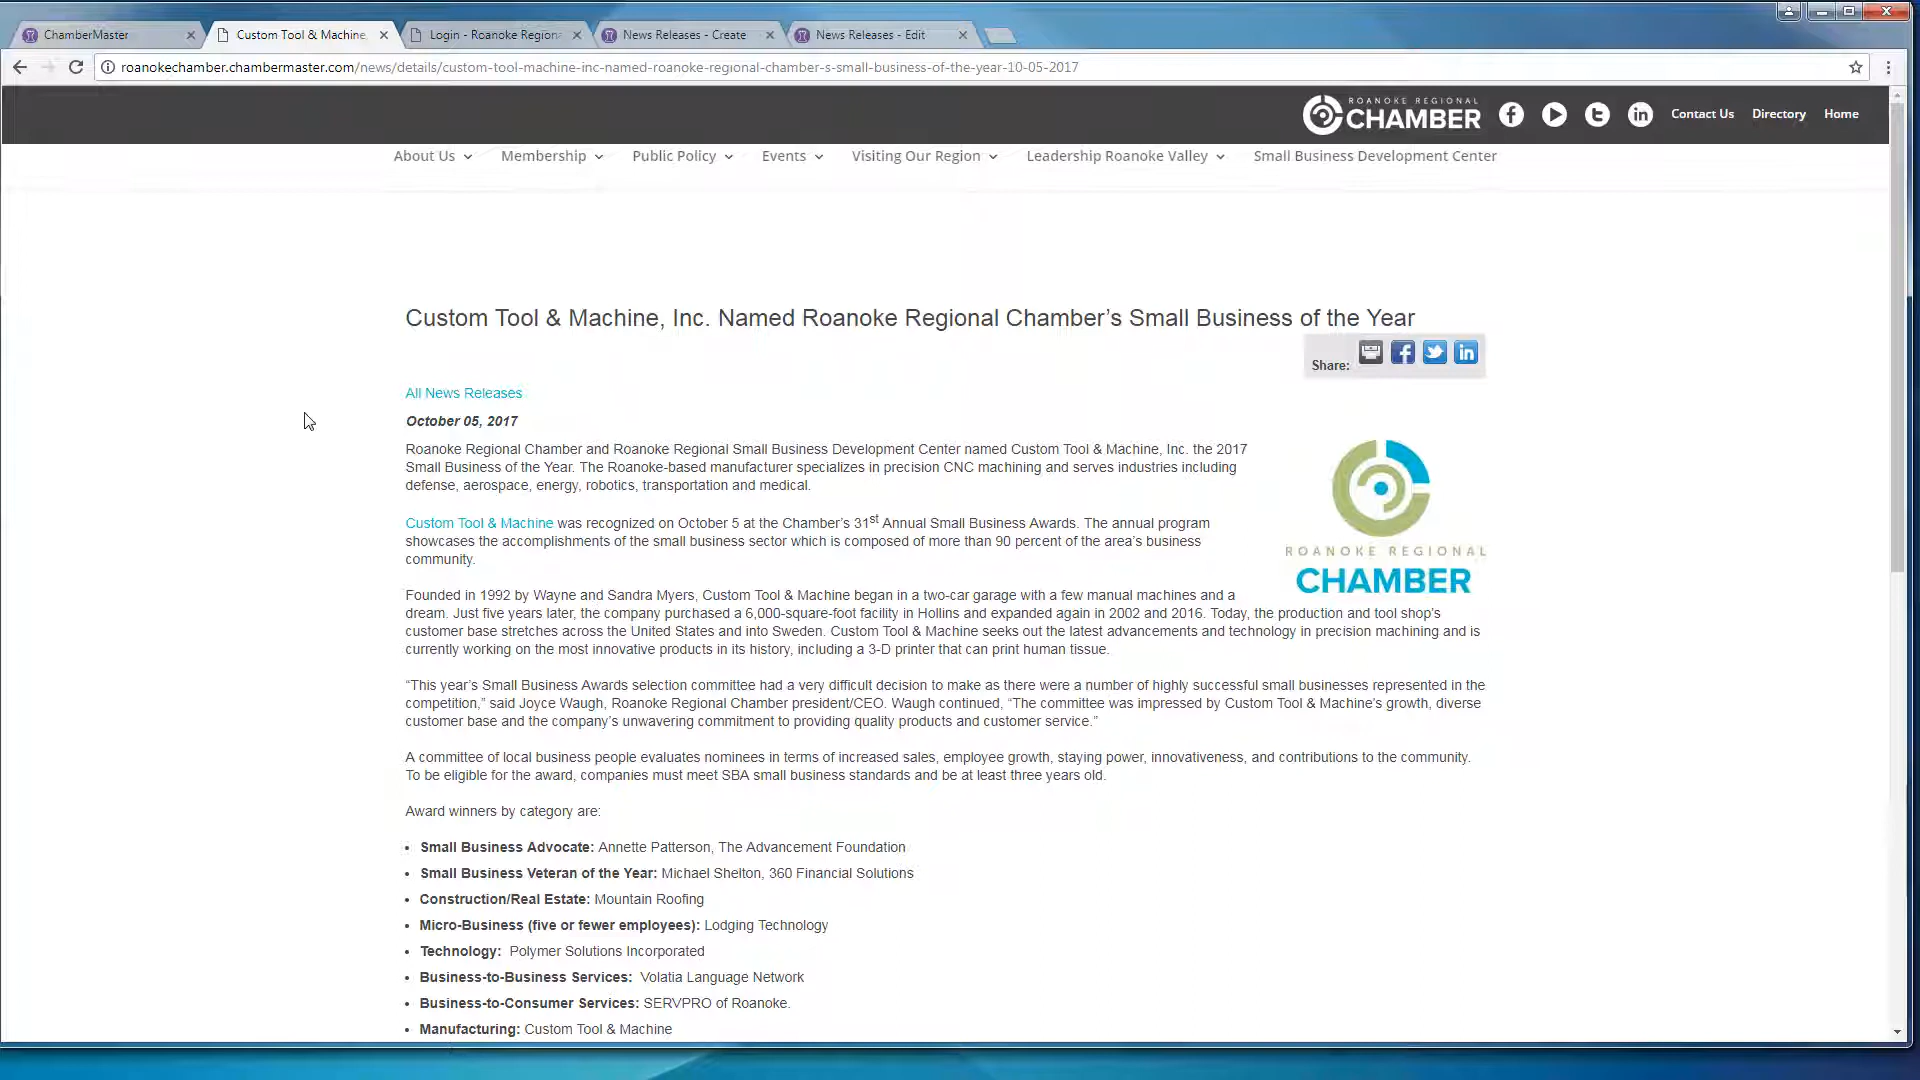 ChamberMaster
Custom Tool & Machine,
Login - Roanoke Regiona
News Releases - Create
News Releases - Edit
roanokechamber.chambermaster.com/news/details/custom-tool-machine-inc-named-roanoke-regional-chamber-s-small-business-of-the-year-10-05-2017
ROANOKE REGIONAL
CHAMBER
Contact Us
Directory
Home
About Us
Membership
Public Policy
Events
Visiting Our Region
Leadership Roanoke Valley
Small Business Development Center
Custom Tool & Machine, Inc. Named Roanoke Regional Chamber’s Small Business of the Year
Share:
All News Releases
October 05, 2017
Roanoke Regional Chamber and Roanoke Regional Small Business Development Center named Custom Tool & Machine, Inc. the 2017
Small Business of the Year. The Roanoke-based manufacturer specializes in precision CNC machining and serves industries including
defense, aerospace, energy, robotics, transportation and medical.
ROANOKE REGIONAL
CHAMBER
Custom Tool & Machine was recognized on October 5 at the Chamber’s 31st Annual Small Business Awards. The annual program
showcases the accomplishments of the small business sector which is composed of more than 90 percent of the area’s business
community.
Founded in 1992 by Wayne and Sandra Myers, Custom Tool & Machine began in a two-car garage with a few manual machines and a
dream. Just five years later, the company purchased a 6,000-square-foot facility in Hollins and expanded again in 2002 and 2016. Today, the production and tool shop’s
customer base stretches across the United States and into Sweden. Custom Tool & Machine seeks out the latest advancements and technology in precision machining and is
currently working on the most innovative products in its history, including a 3-D printer that can print human tissue.
“This year’s Small Business Awards selection committee had a very difficult decision to make as there were a number of highly successful small businesses represented in the
competition,” said Joyce Waugh, Roanoke Regional Chamber president/CEO. Waugh continued, “The committee was impressed by Custom Tool & Machine’s growth, diverse
customer base and the company’s unwavering commitment to providing quality products and customer service.”
A committee of local business people evaluates nominees in terms of increased sales, employee growth, staying power, innovativeness, and contributions to the community.
To be eligible for the award, companies must meet SBA small business standards and be at least three years old.
Award winners by category are:
• Small Business Advocate: Annette Patterson, The Advancement Foundation
• Small Business Veteran of the Year: Michael Shelton, 360 Financial Solutions
• Construction/Real Estate: Mountain Roofing
• Micro-Business (five or fewer employees): Lodging Technology
• Technology: Polymer Solutions Incorporated
• Business-to-Business Services: Volatia Language Network
• Business-to-Consumer Services: SERVPRO of Roanoke.
• Manufacturing: Custom Tool & Machine